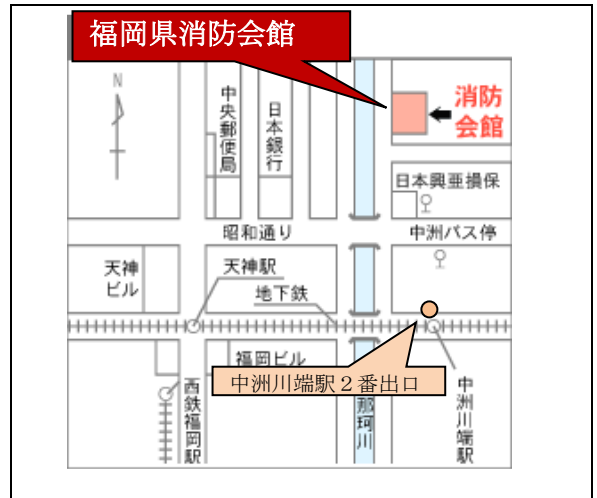 福岡県消防会館
N
中央郵便局
日本銀行
消防
会館
日本興亜損保
昭和通り
中洲バス停
天神
ビル
天神駅
地下鉄
福岡ビル
中洲川端駅２番出口
西鉄福岡駅
那珂川
中洲川端駅